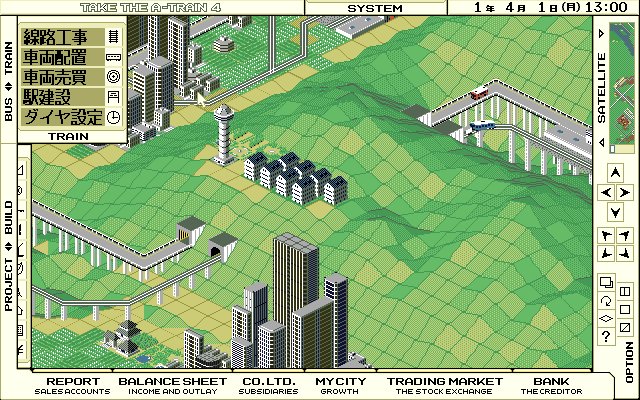 TAKE THE A-TRAIN 4
SYSTEM
1年 4月 1日(月) 13:00
線路工事
車両配置
車両売買
駅建設
ダイヤ設定
TRAIN
BUS ◆ TRAIN
PROJECT ◆ BUILD
SATELLITE
OPTION
?
REPORT
SALES ACCOUNTS
BALANCE SHEET
INCOME AND OUTLAY
CO.LTD.
SUBSIDIARIES
MY CITY
GROWTH
TRADING MARKET
THE STOCK EXCHANGE
BANK
THE CREDITOR